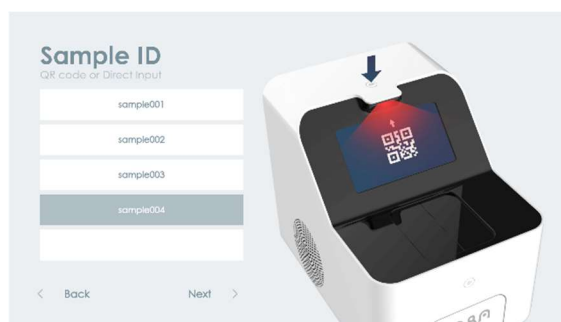 Sample ID
QR code or Direct Input
sample001
sample002
sample003
sample004
< Back
Next >